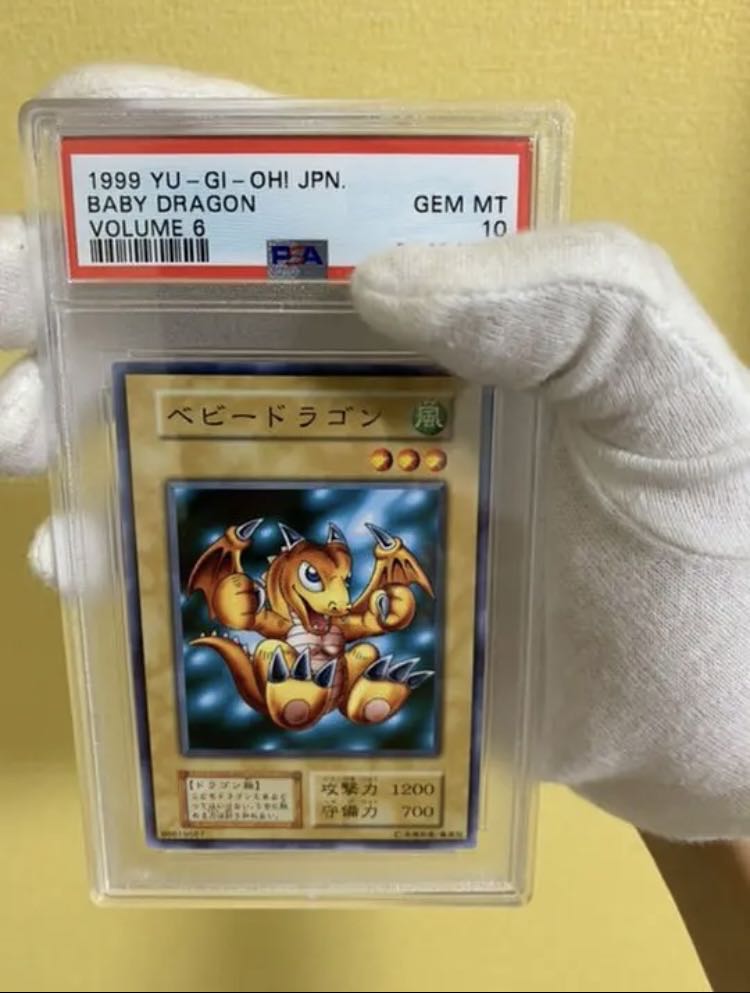 1999 YU-GI-OH! JPN.
BABY DRAGON
GEM MT
VOLUME 6
10
PSA
ベビードラゴン
風
【ドラゴン族】
攻撃力 1200
守備力 700